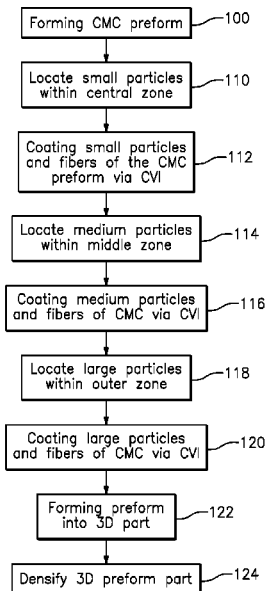 Forming CMC preform
100
Locate small particles
within central zone
110
Coating small particles
and fibers of the CMC
preform via CVI
112
Locate medium particles
within middle zone
114
Coating medium particles
and fibers of CMC via CVI
116
Locate large particles
within outer zone
118
Coating large particles
and fibers of CMC via CVI
120
Forming preform
into 3D part
122
Densify 3D preform part
124